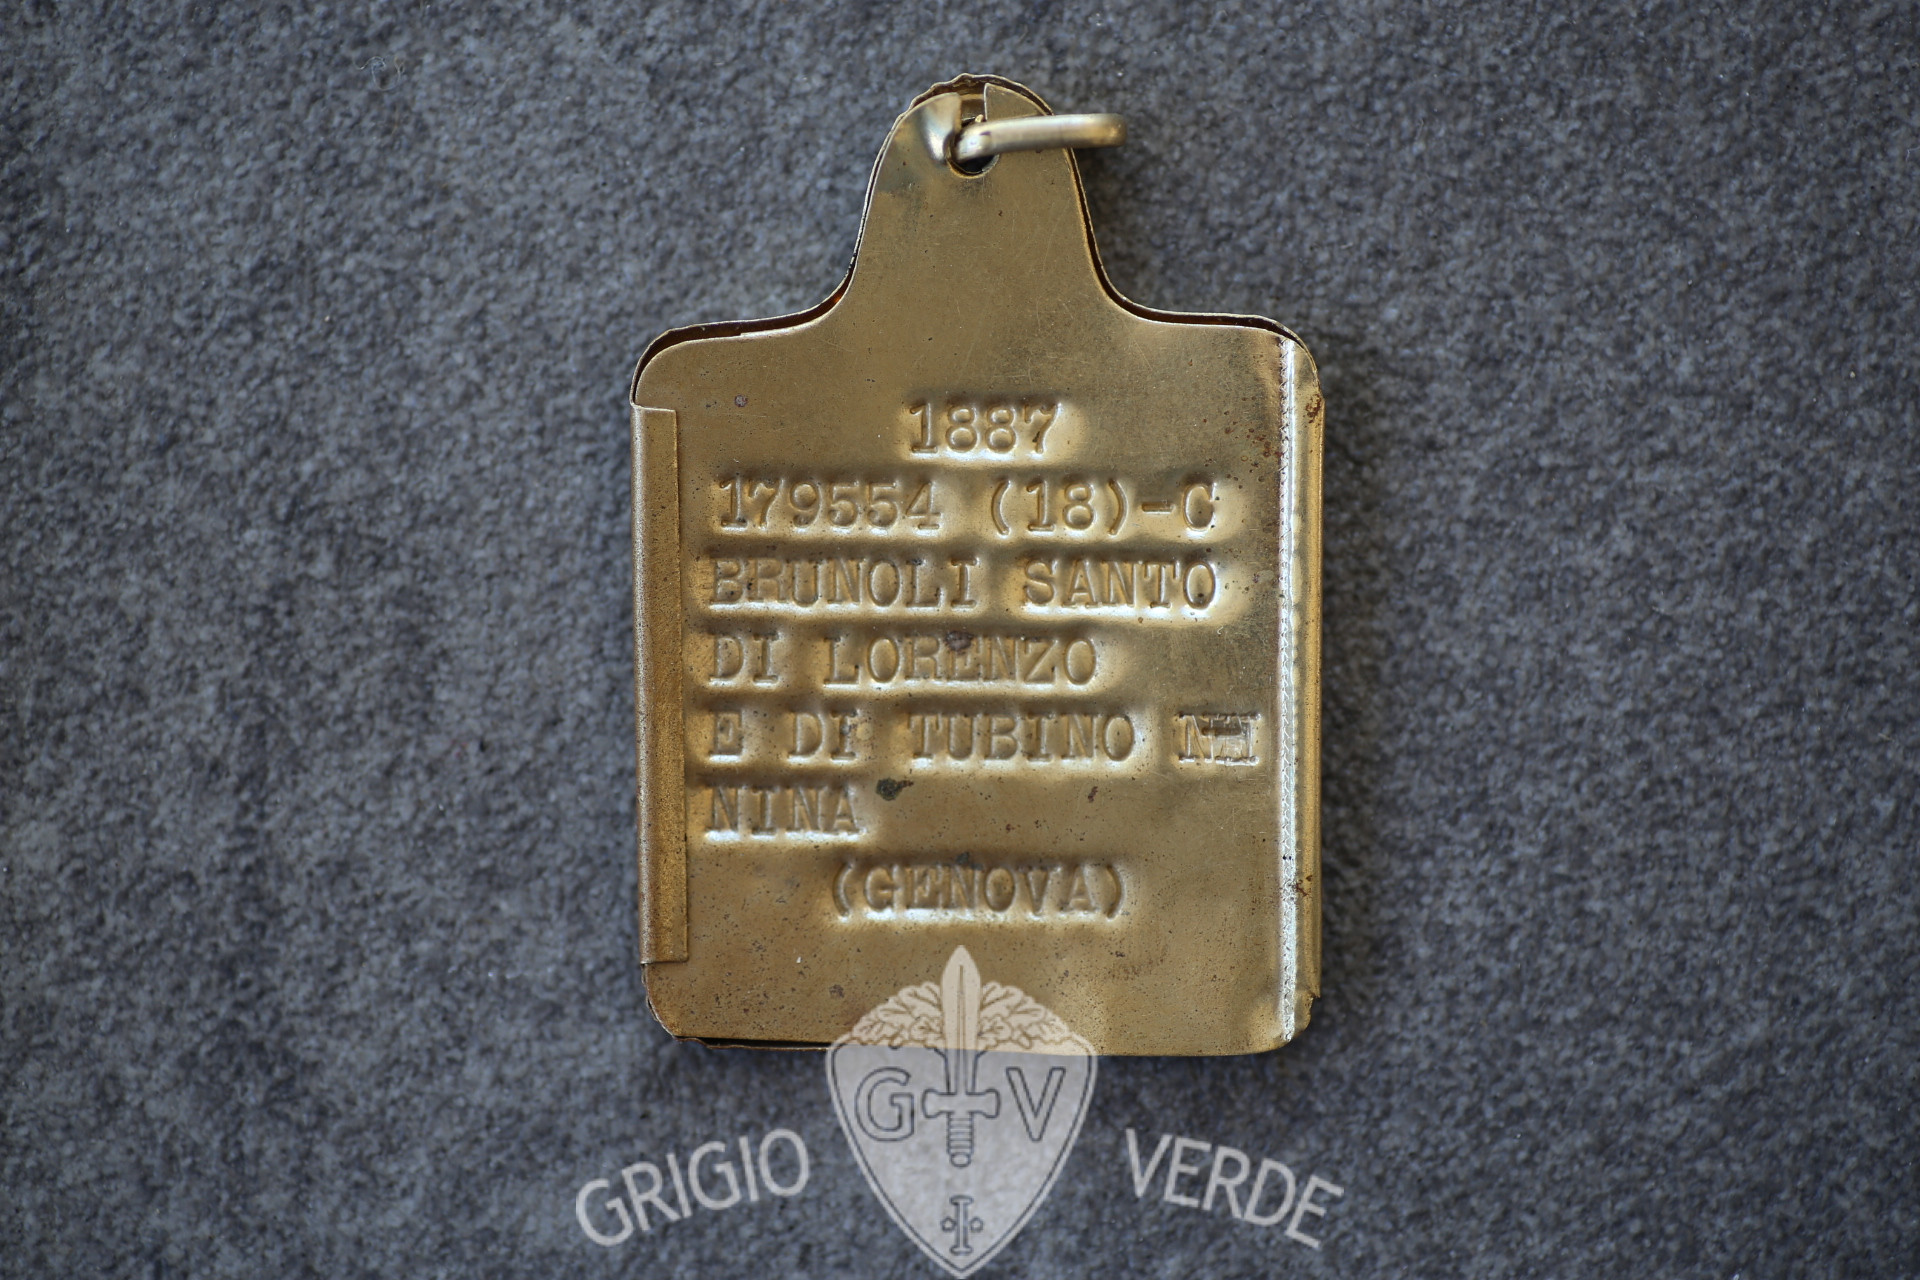 1887
179554 (18)-C
BRUNOLI SANTO
DI LORENZO
E DI TUBINO
NINA
(GENOVA)
G V
GRIGIO VERDE